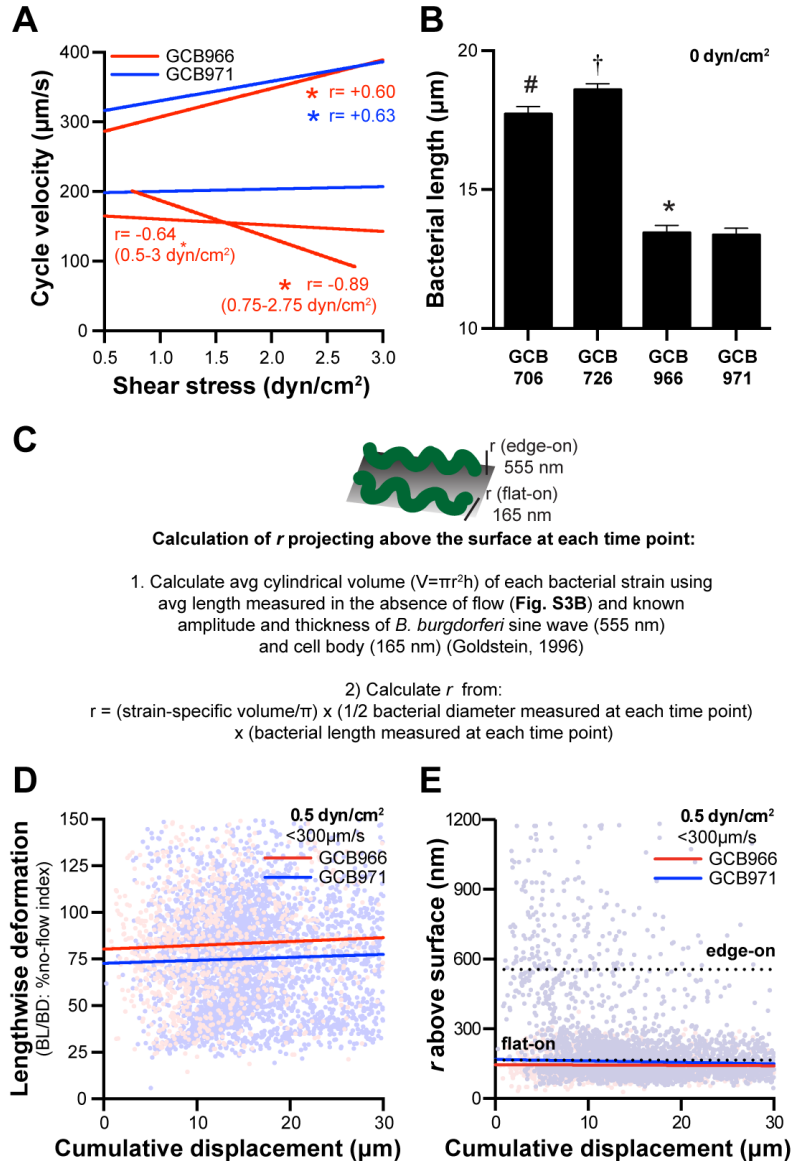 A
GCB966
GCB971
Cycle velocity (µm/s)
400
300
200
100
0
* r= +0.60
* r= +0.63
r= -0.64
(0.5-3 dyn/cm²)
*
* r= -0.89
(0.75-2.75 dyn/cm²)
0.5 1.0 1.5 2.0 2.5 3.0
Shear stress (dyn/cm²)
B
0 dyn/cm²
Bacterial length (µm)
20
15
10
# † *
GCB 706
GCB 726
GCB 966
GCB 971
C
r (edge-on)
555 nm
r (flat-on)
165 nm
Calculation of r projecting above the surface at each time point:
1. Calculate avg cylindrical volume (V=πr²h) of each bacterial strain using
avg length measured in the absence of flow (Fig. S3B) and known
amplitude and thickness of B. burgdorferi sine wave (555 nm)
and cell body (165 nm) (Goldstein, 1996)
2) Calculate r from:
r = (strain-specific volume/π) x (1/2 bacterial diameter measured at each time point)
x (bacterial length measured at each time point)
D
0.5 dyn/cm²
<300µm/s
GCB966
GCB971
Lengthwise deformation
(BL/BD: %no-flow index)
150
125
100
75
50
25
0
0 10 20 30
Cumulative displacement (µm)
E
0.5 dyn/cm²
<300µm/s
GCB966
GCB971
r above surface (nm)
1200
900
600
300
0
edge-on
flat-on
0 10 20 30
Cumulative displacement (µm)